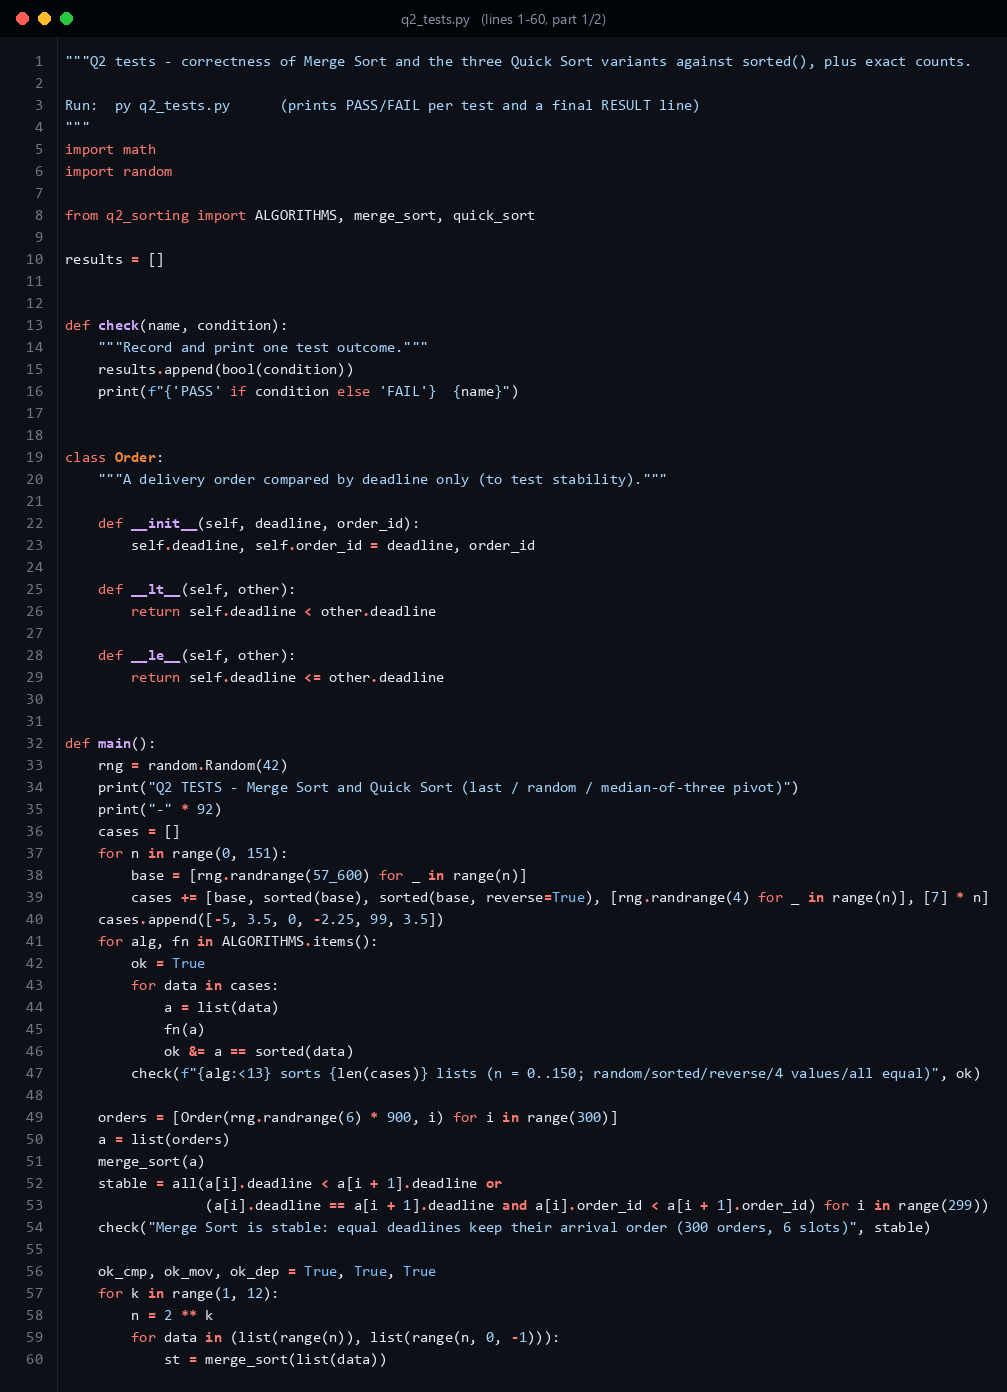 q2_tests.py   (lines 1-60, part 1/2)
1 """Q2 tests - correctness of Merge Sort and the three Quick Sort variants against sorted(), plus exact counts.
2
3 Run:  py q2_tests.py      (prints PASS/FAIL per test and a final RESULT line)
4 """
5 import math
6 import random
7
8 from q2_sorting import ALGORITHMS, merge_sort, quick_sort
9
10 results = []
11
12
13 def check(name, condition):
14     """Record and print one test outcome."""
15     results.append(bool(condition))
16     print(f"{'PASS' if condition else 'FAIL'}  {name}")
17
18
19 class Order:
20     """A delivery order compared by deadline only (to test stability)."""
21
22     def __init__(self, deadline, order_id):
23         self.deadline, self.order_id = deadline, order_id
24
25     def __lt__(self, other):
26         return self.deadline < other.deadline
27
28     def __le__(self, other):
29         return self.deadline <= other.deadline
30
31
32 def main():
33     rng = random.Random(42)
34     print("Q2 TESTS - Merge Sort and Quick Sort (last / random / median-of-three pivot)")
35     print("-" * 92)
36     cases = []
37     for n in range(0, 151):
38         base = [rng.randrange(57_600) for _ in range(n)]
39         cases += [base, sorted(base), sorted(base, reverse=True), [rng.randrange(4) for _ in range(n)], [7] * n]
40     cases.append([-5, 3.5, 0, -2.25, 99, 3.5])
41     for alg, fn in ALGORITHMS.items():
42         ok = True
43         for data in cases:
44             a = list(data)
45             fn(a)
46             ok &= a == sorted(data)
47         check(f"{alg:<13} sorts {len(cases)} lists (n = 0..150; random/sorted/reverse/4 values/all equal)", ok)
48
49     orders = [Order(rng.randrange(6) * 900, i) for i in range(300)]
50     a = list(orders)
51     merge_sort(a)
52     stable = all(a[i].deadline < a[i + 1].deadline or
53                  (a[i].deadline == a[i + 1].deadline and a[i].order_id < a[i + 1].order_id) for i in range(299))
54     check("Merge Sort is stable: equal deadlines keep their arrival order (300 orders, 6 slots)", stable)
55
56     ok_cmp, ok_mov, ok_dep = True, True, True
57     for k in range(1, 12):
58         n = 2 ** k
59         for data in (list(range(n)), list(range(n, 0, -1))):
60             st = merge_sort(list(data))